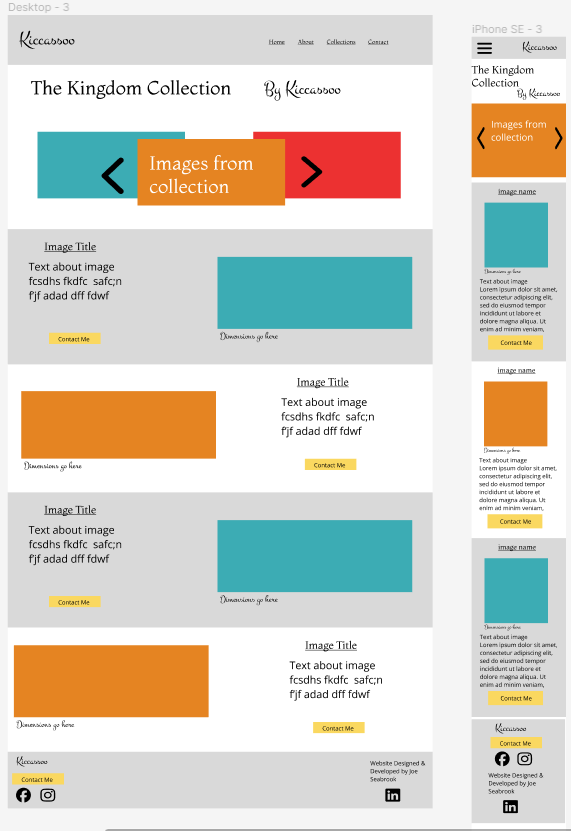 Desktop - 3
Kiccassoo
Home About Collections Contact
The Kingdom Collection By Kiccassoo
Images from
collection
Image Title
Text about image
fcsdhs fkdfc safc;n
f'jf adad dff fdwf
Contact Me
Dimensions go here
Image Title
Text about image
fcsdhs fkdfc safc;n
f'jf adad dff fdwf
Contact Me
Dimensions go here
Image Title
Text about image
fcsdhs fkdfc safc;n
f'jf adad dff fdwf
Contact Me
Dimensions go here
Image Title
Text about image
fcsdhs fkdfc safc;n
f'jf adad dff fdwf
Contact Me
Dimensions go here
Kiccassoo
Contact Me
Website Designed &
Developed by Joe
Seabrook
iPhone SE - 3
Kiccassoo
The Kingdom
Collection
By Kiccassoo
Images from
collection
image name
Dimensions go here
Text about image
Lorem ipsum dolor sit amet,
consectetur adipiscing elit,
sed do eiusmod tempor
incididunt ut labore et
dolore magna aliqua. Ut
enim ad minim veniam,
Contact Me
image name
Dimensions go here
Text about image
Lorem ipsum dolor sit amet,
consectetur adipiscing elit,
sed do eiusmod tempor
incididunt ut labore et
dolore magna aliqua. Ut
enim ad minim veniam,
Contact Me
image name
Dimensions go here
Text about image
Lorem ipsum dolor sit amet,
consectetur adipiscing elit,
sed do eiusmod tempor
incididunt ut labore et
dolore magna aliqua. Ut
enim ad minim veniam,
Contact Me
Kiccassoo
Contact Me
Website Designed &
Developed by Joe
Seabrook